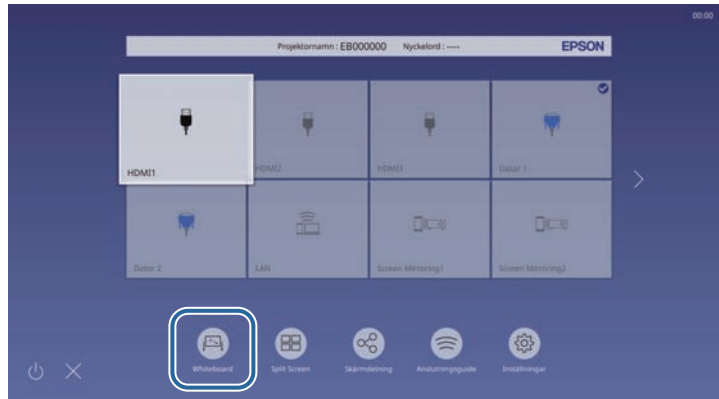 00:00
Projektornamn : EB000000 Nyckelord : ---- EPSON
HDMI1 HDMI2 HDMI3 Dator 1
Dator 2 LAN Screen Mirroring1 Screen Mirroring2
Whiteboard Split Screen Skärmdelning Anslutningsguide Inställningar